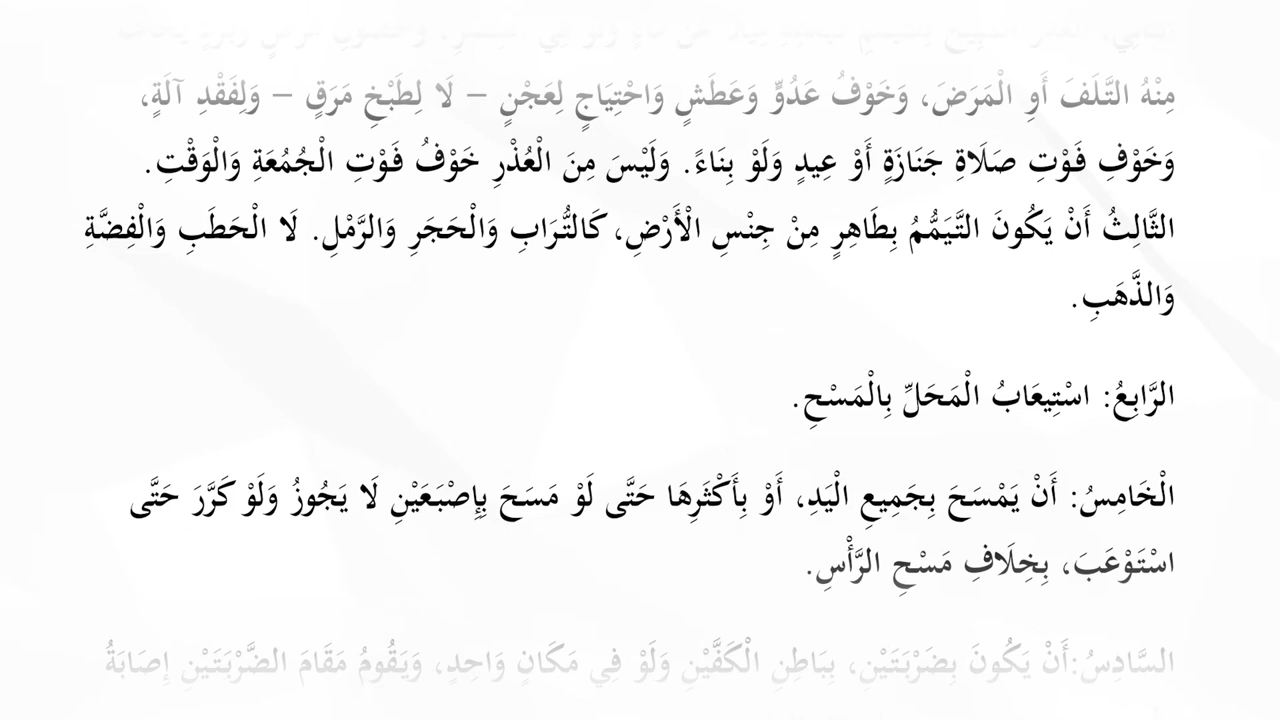 مِنْهُ التَّلَفَ أَوِ الْمَرَضَ، وَخَوْفُ عَدُوٍّ وَعَطَشٍ وَاحْتِيَاجٍ لِعَجْنٍ – لَا لِطَبْخِ مَرَقٍ – وَلِفَقْدِ آلَةٍ،
وَخَوْفِ فَوْتِ صَلَاةِ جَنَازَةٍ أَوْ عِيدٍ وَلَوْ بِنَاءً. وَلَيْسَ مِنَ الْعُذْرِ خَوْفُ فَوْتِ الْجُمُعَةِ وَالْوَقْتِ.
الثَّالِثُ أَنْ يَكُونَ التَّيَمُّمُ بِطَاهِرٍ مِنْ جِنْسِ الْأَرْضِ، كَالتُّرَابِ وَالْحَجَرِ وَالرَّمْلِ. لَا الْحَطَبِ وَالْفِضَّةِ
وَالذَّهَبِ.
الرَّابِعُ: اسْتِيعَابُ الْمَحَلِّ بِالْمَسْحِ.
الْخَامِسُ: أَنْ يَمْسَحَ بِجَمِيعِ الْيَدِ، أَوْ بِأَكْثَرِهَا حَتَّى لَوْ مَسَحَ بِإِصْبَعَيْنِ لَا يَجُوزُ وَلَوْ كَرَّرَ حَتَّى
اسْتَوْعَبَ، بِخِلَافِ مَسْحِ الرَّأْسِ.
السَّادِسُ:أَنْ يَكُونَ بِضَرْبَتَيْنِ، بِبَاطِنِ الْكَفَّيْنِ وَلَوْ فِي مَكَانٍ وَاحِدٍ، وَيَقُومُ مَقَامَ الضَّرْبَتَيْنِ إِصَابَةُ